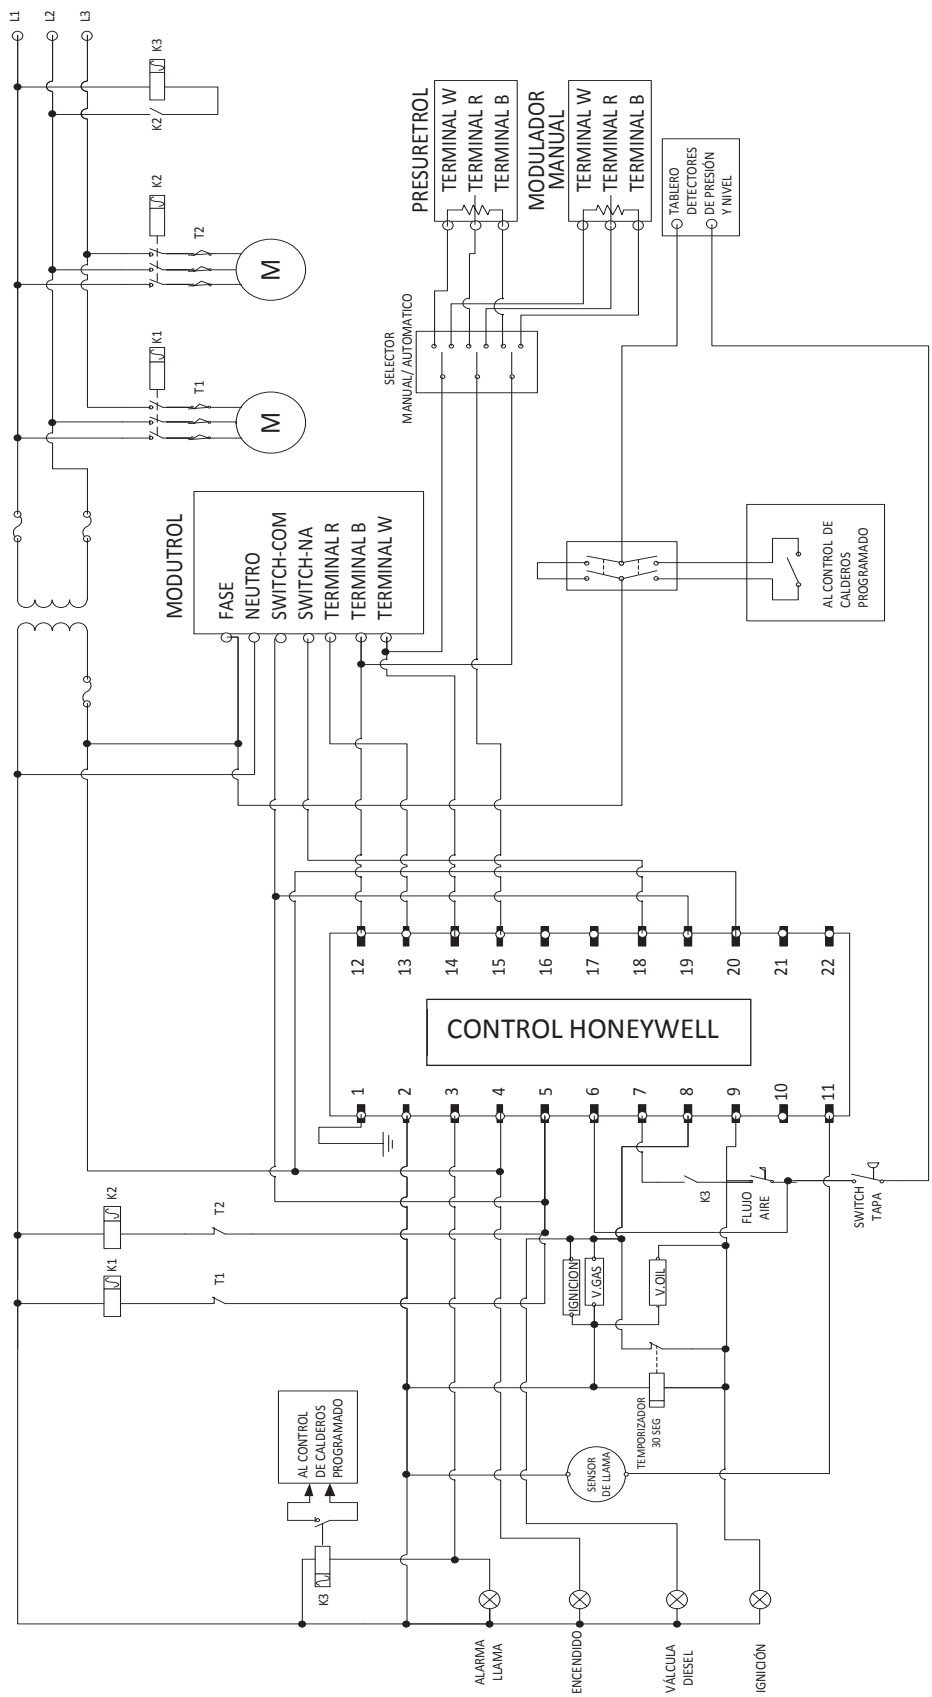 L1
L2
L3
K3
K2
K2
T2
M
K1
T1
M
PRESURETROL
TERMINAL W
TERMINAL R
TERMINAL B
MODULADOR
MANUAL
TERMINAL W
TERMINAL R
TERMINAL B
TABLERO
DETECTORES
DE PRESIÓN
Y NIVEL
SELECTOR
MANUAL/ AUTOMATICO
MODUTROL
FASE
NEUTRO
SWITCH-COM
SWITCH-NA
TERMINAL R
TERMINAL B
TERMINAL W
AL CONTROL DE
CALDEROS
PROGRAMADO
12
13
14
15
16
17
18
19
20
21
22
CONTROL HONEYWELL
1
2
3
4
5
6
7
8
9
10
11
K2
T2
K1
T1
K3
FLUJO
AIRE
SWITCH
TAPA
IGNICION
V.GAS
V.OIL
TEMPORIZADOR
30 SEG
SENSOR
DE LLAMA
AL CONTROL
DE CALDEROS
PROGRAMADO
K3
ALARMA
LLAMA
ENCENDIDO
VÁLCULA
DIESEL
IGNICIÓN